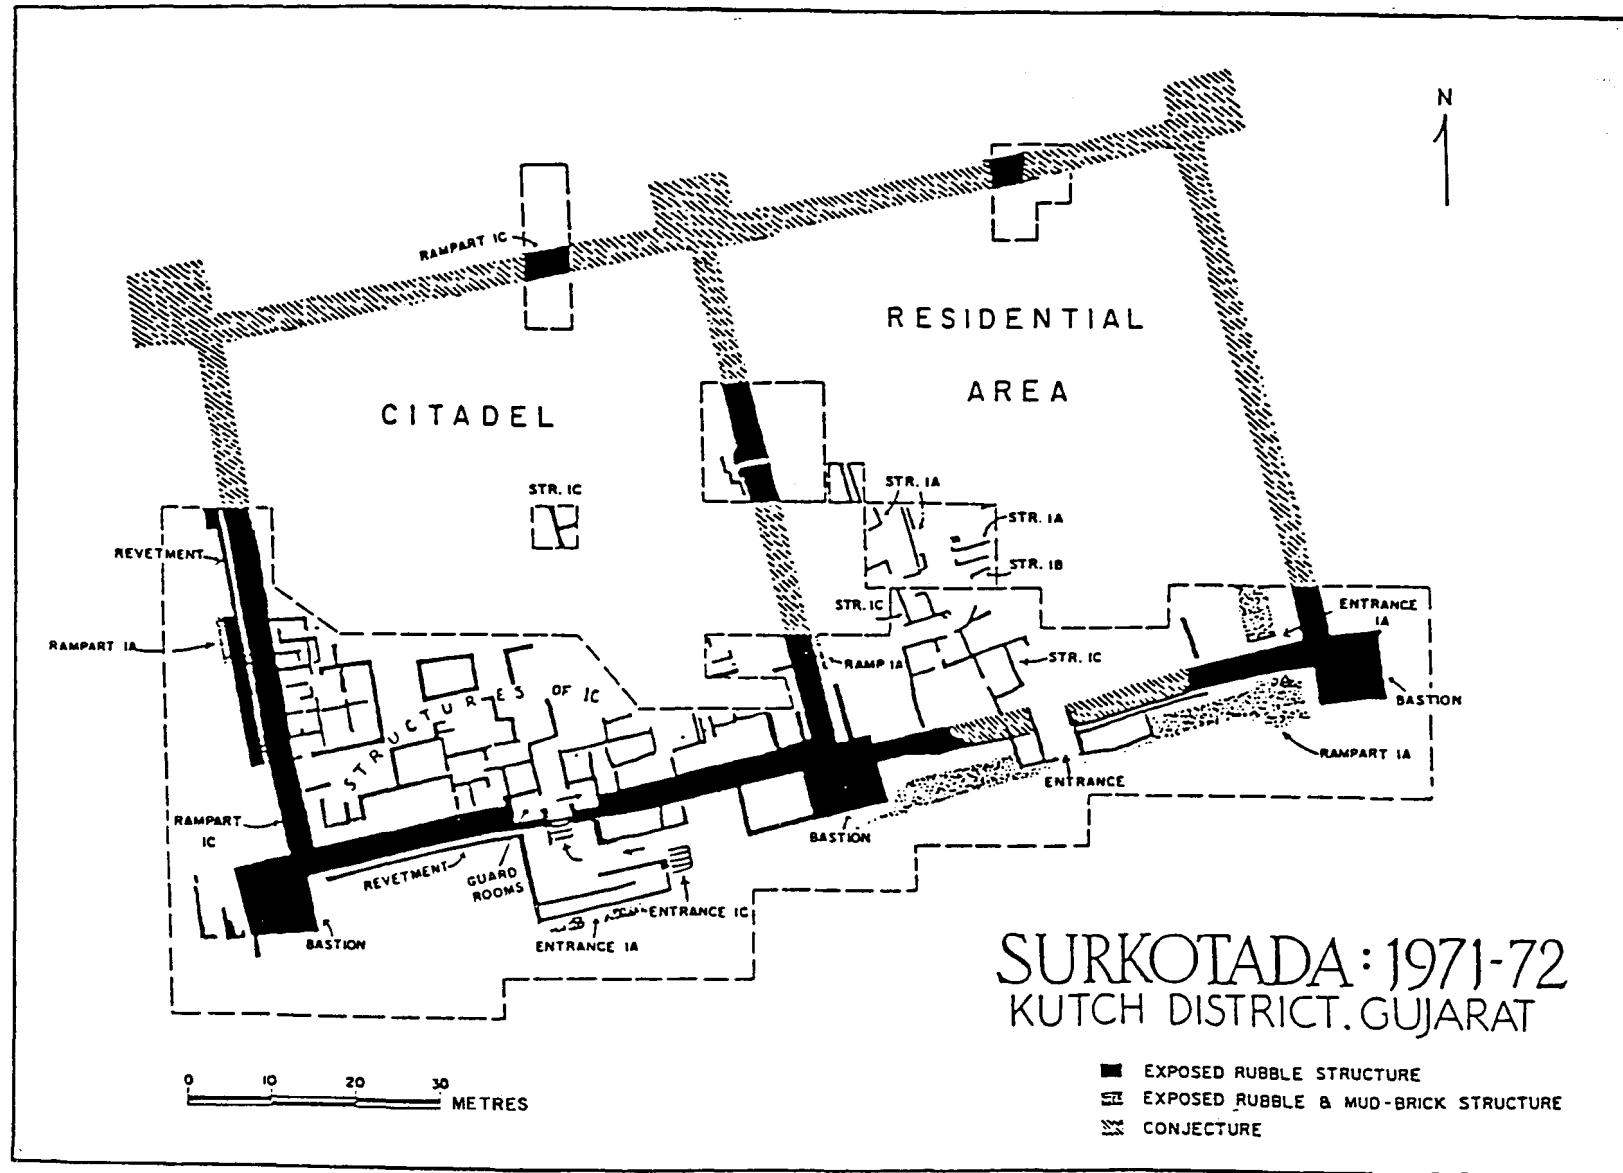 N
RAMPART IC
RESIDENTIAL
AREA
CITADEL
STR. IC
STR. IA
STR. IA
STR. IB
REVETMENT
STR. IC
ENTRANCE
IA
RAMPART IA
RAMP IA
STR. IC
STRUCTURES OF IC
BASTION
RAMPART IA
ENTRANCE
RAMPART
IC
BASTION
REVETMENT
GUARD
ROOMS
ENTRANCE IC
BASTION
ENTRANCE IA
SURKOTADA: 1971-72
KUTCH DISTRICT. GUJARAT
EXPOSED RUBBLE STRUCTURE
EXPOSED RUBBLE & MUD-BRICK STRUCTURE
CONJECTURE
0 10 20 30
METRES